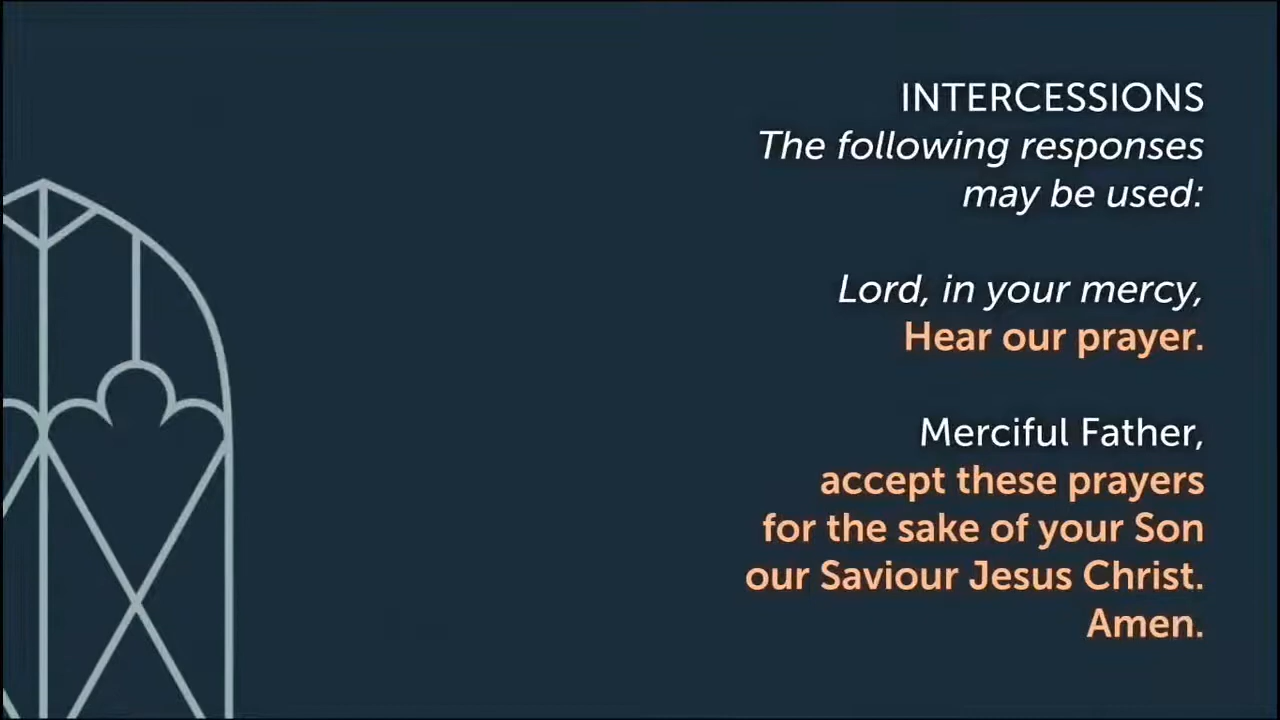 INTERCESSIONS
The following responses
may be used:
Lord, in your mercy,
Hear our prayer.
Merciful Father,
accept these prayers
for the sake of your Son
our Saviour Jesus Christ.
Amen.